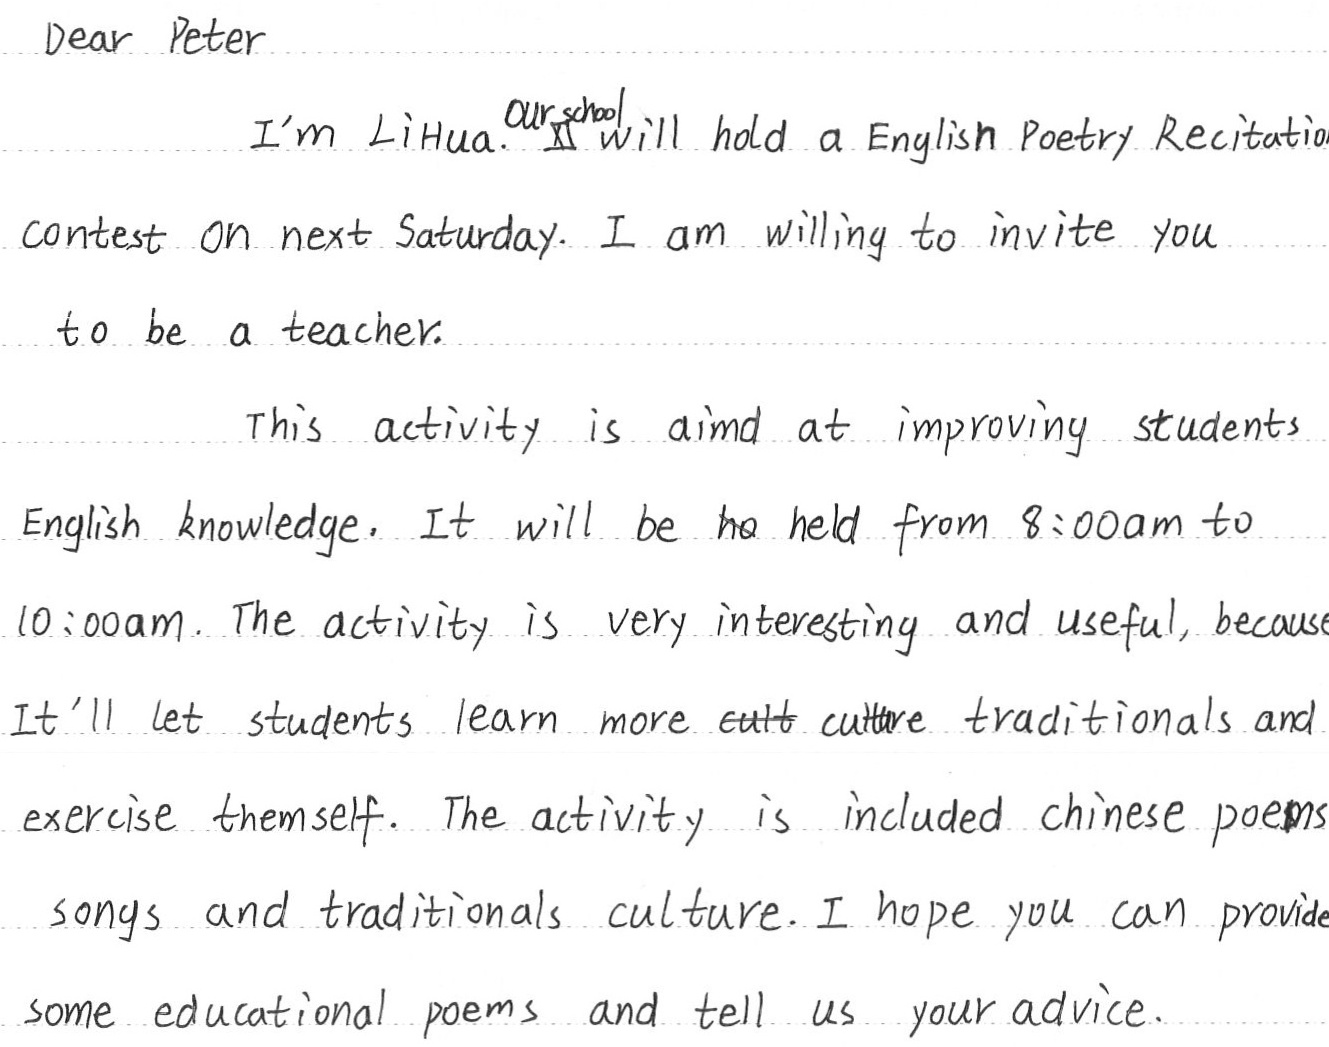 Dear Peter
I'm LiHua. Our school will hold a English Poetry Recitatio
contest on next Saturday. I am willing to invite you
to be a teacher.
This activity is aimd at improving students
English knowledge. It will be held from 8:00am to
10:00am. The activity is very interesting and useful, because
It'll let students learn more culture traditionals and
exercise themself. The activity is included chinese poems
songs and traditionals culture. I hope you can provide
some educational poems and tell us your advice.